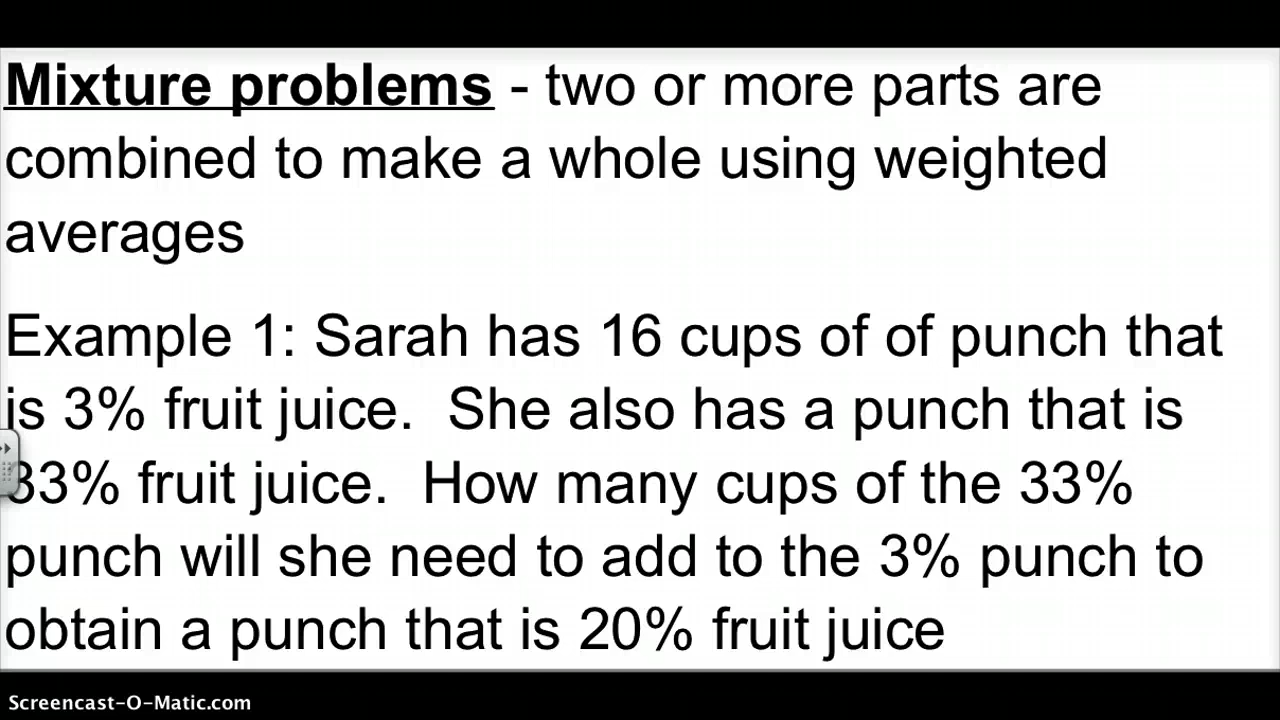 Mixture problems - two or more parts are
combined to make a whole using weighted
averages
Example 1: Sarah has 16 cups of of punch that
is 3% fruit juice. She also has a punch that is
33% fruit juice. How many cups of the 33%
punch will she need to add to the 3% punch to
obtain a punch that is 20% fruit juice
Screencast-O-Matic.com